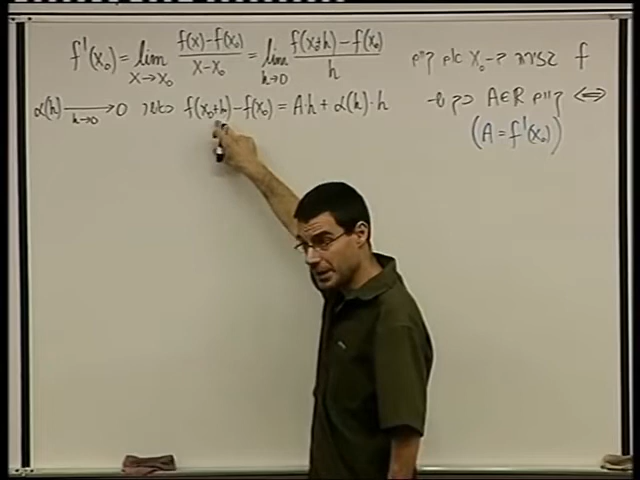 f גזירה ב-x₀ אם קיים f'(x₀) = lim_{x→x₀} (f(x)-f(x₀))/(x-x₀) = lim_{h→0} (f(x₀+h)-f(x₀))/h
⇔ קיים A∈R כך ש- f(x₀+h)-f(x₀) = A·h + α(h)·h כאשר α(h) →_{h→0} 0
(A = f'(x₀))